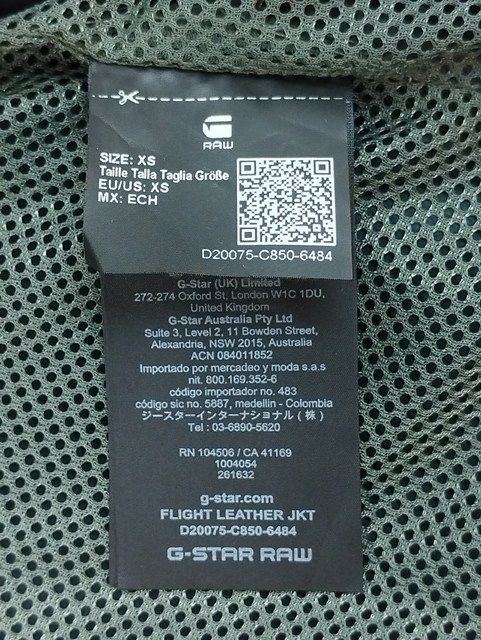 RAW
SIZE: XS
Taille Talla Taglia Größe
EU/US: XS
MX: ECH
D20075-C850-6484
G-Star (UK) Limited
272-274 Oxford St, London W1C 1DU,
United Kingdom
G-Star Australia Pty Ltd
Suite 3, Level 2, 11 Bowden Street,
Alexandria, NSW 2015, Australia
ACN 084011852
Importado por mercadeo y moda s.a.s
nit. 800.169.352-6
código importador no. 483
código sic no. 5887, medellin - Colombia
ジースターインターナショナル(株)
Tel : 03-6890-5620
RN 104506 / CA 41169
1004054
261632
g-star.com
FLIGHT LEATHER JKT
D20075-C850-6484
G-STAR RAW